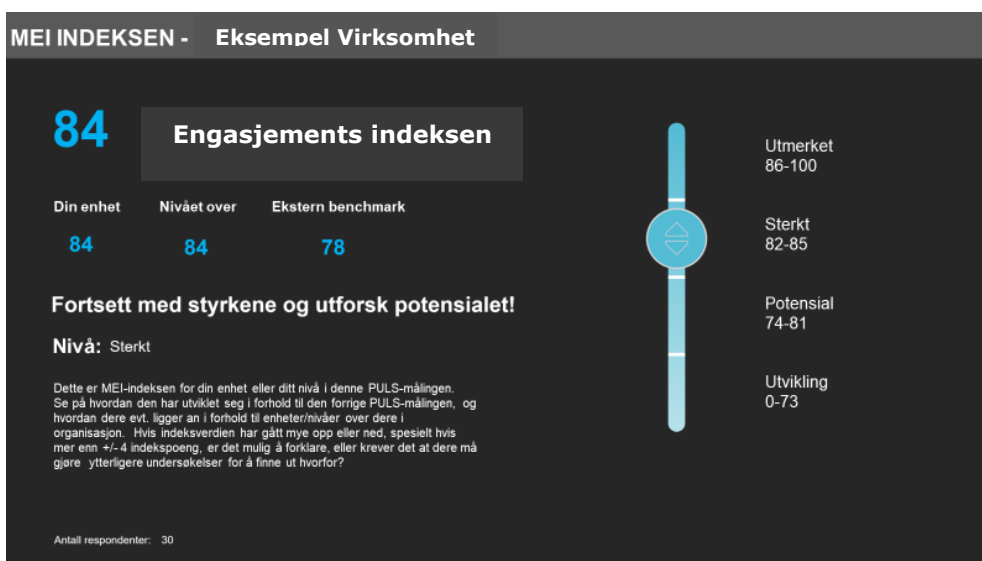 MEI INDEKSEN - Eksempel Virksomhet
84 Engasjements indeksen
Din enhet Nivået over Ekstern benchmark
84 84 78
Fortsett med styrkene og utforsk potensialet!
Nivå: Sterkt
Dette er MEI-indeksen for din enhet eller ditt nivå i denne PULS-målingen.
Se på hvordan den har utviklet seg i forhold til den forrige PULS-målingen, og
hvordan dere evt. ligger an i forhold til enheter/nivåer over dere i
organisasjon. Hvis indeksverdien har gått mye opp eller ned, spesielt hvis
mer enn +/- 4 indekspoeng, er det mulig å forklare, eller krever det at dere må
gjøre ytterligere undersøkelser for å finne ut hvorfor?
Antall respondenter: 30
Utmerket
86-100
Sterkt
82-85
Potensial
74-81
Utvikling
0-73